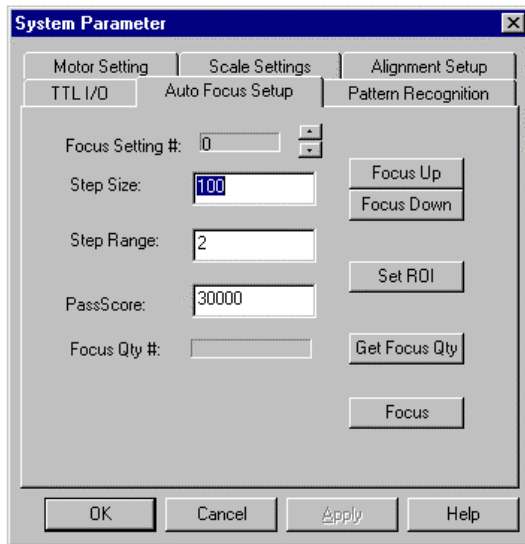 System Parameter
Motor Setting Scale Settings Alignment Setup
TTL I/O Auto Focus Setup Pattern Recognition
Focus Setting #: 0
Focus Up
Step Size: 100
Focus Down
Step Range: 2
Set ROI
PassScore: 30000
Focus Qty #: Get Focus Qty
Focus
OK Cancel Apply Help